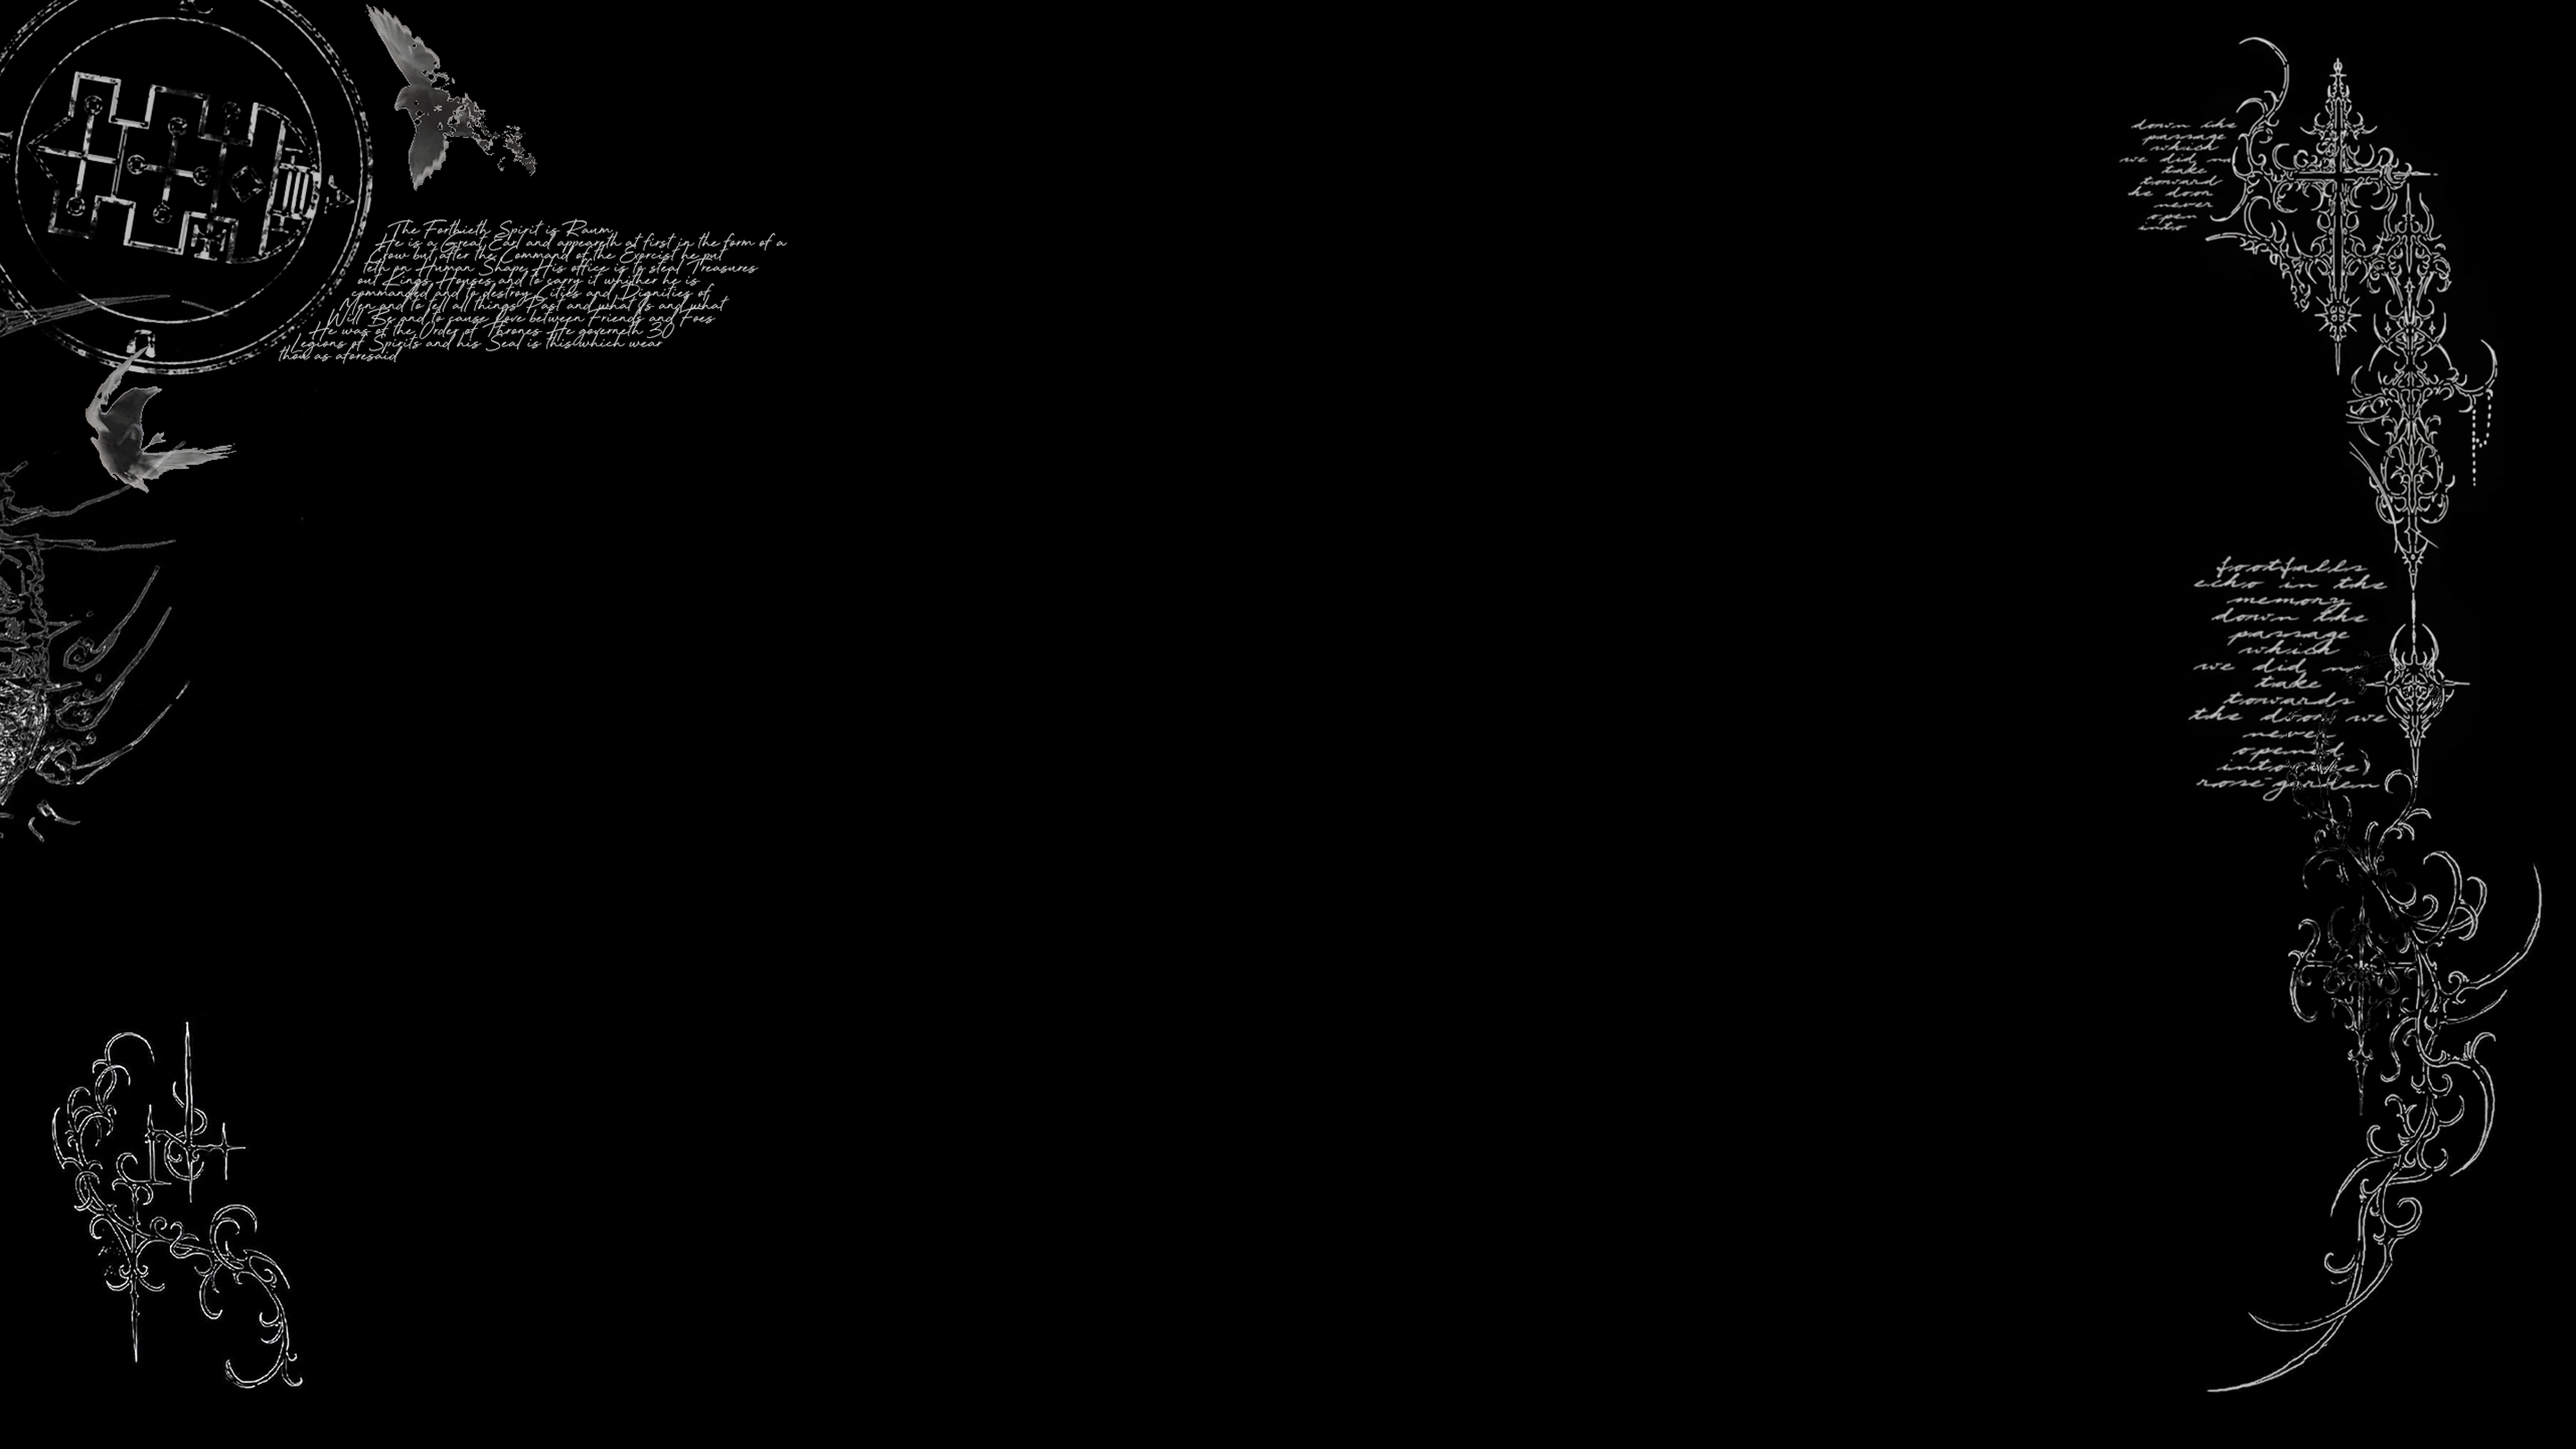 The Fortbieth Spirit is Raum
He is a Great Earl and appeareth at first in the form of a
Crow but after the Command of the Exorcist he put
teth on Human Shape His office is to steal Treasures
out Kings Houses and to carry it whither he is
commanded and to destroy Cities and Dignities of
Men and to tell all things Past and what Is and what
Will Be and to cause Love between Friends and Foes
He was of the Order of Thrones He governeth 30
Legions of Spirits and his Seal is this which wear
thou as aforesaid
down the
passage
which
we did
take
toward
he door
never
open
into
footfalls
echo in the
memory
down the
passage
which
we did
take
towards
the door we
never
opened
into
rose-garden